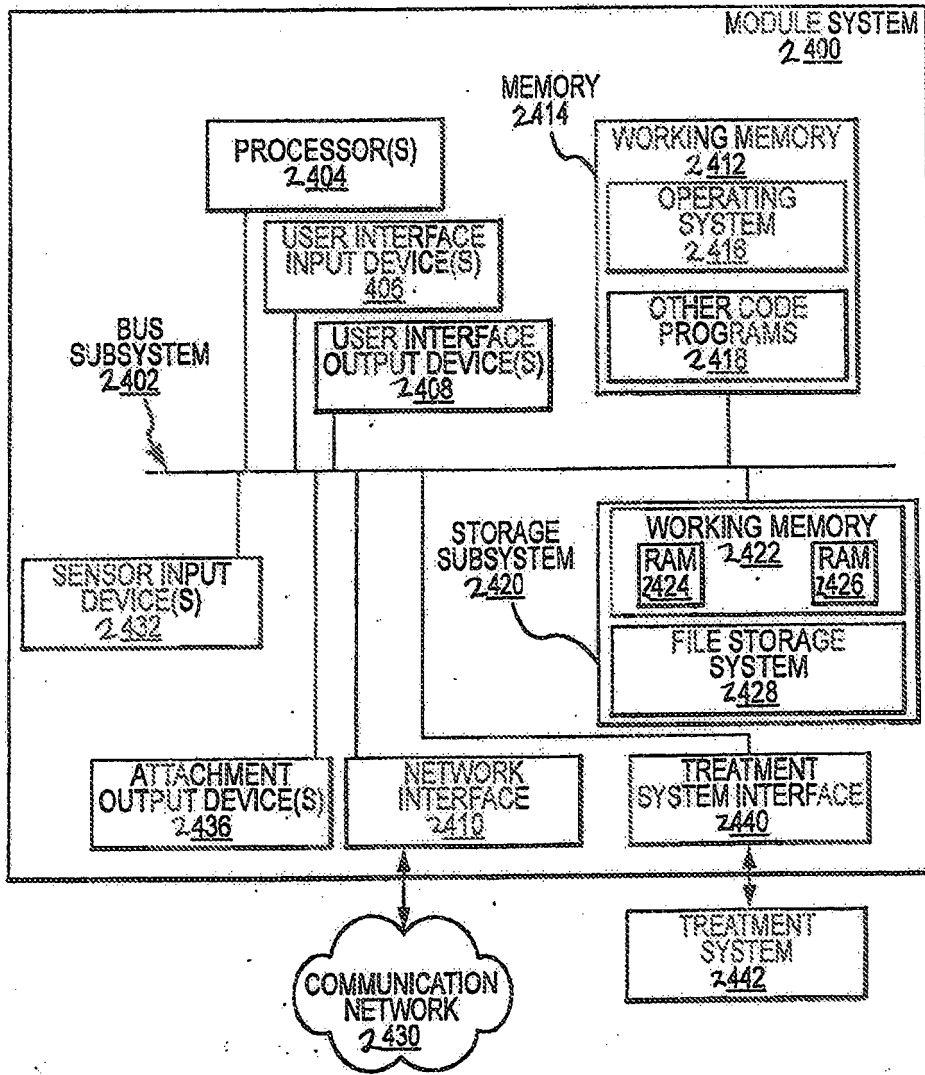 MODULE SYSTEM
2400
MEMORY
2414
PROCESSOR(S)
2404
WORKING MEMORY
2412
OPERATING
SYSTEM
2416
USER INTERFACE
INPUT DEVICE(S)
406
OTHER CODE
PROGRAMS
2418
BUS
SUBSYSTEM
2402
USER INTERFACE
OUTPUT DEVICE(S)
2408
SENSOR INPUT
DEVICE(S)
2432
STORAGE
SUBSYSTEM
2420
WORKING MEMORY
2422
RAM
2424
RAM
2426
FILE STORAGE
SYSTEM
2428
ATTACHMENT
OUTPUT DEVICE(S)
2436
NETWORK
INTERFACE
2410
TREATMENT
SYSTEM INTERFACE
2440
COMMUNICATION
NETWORK
2430
TREATMENT
SYSTEM
2442